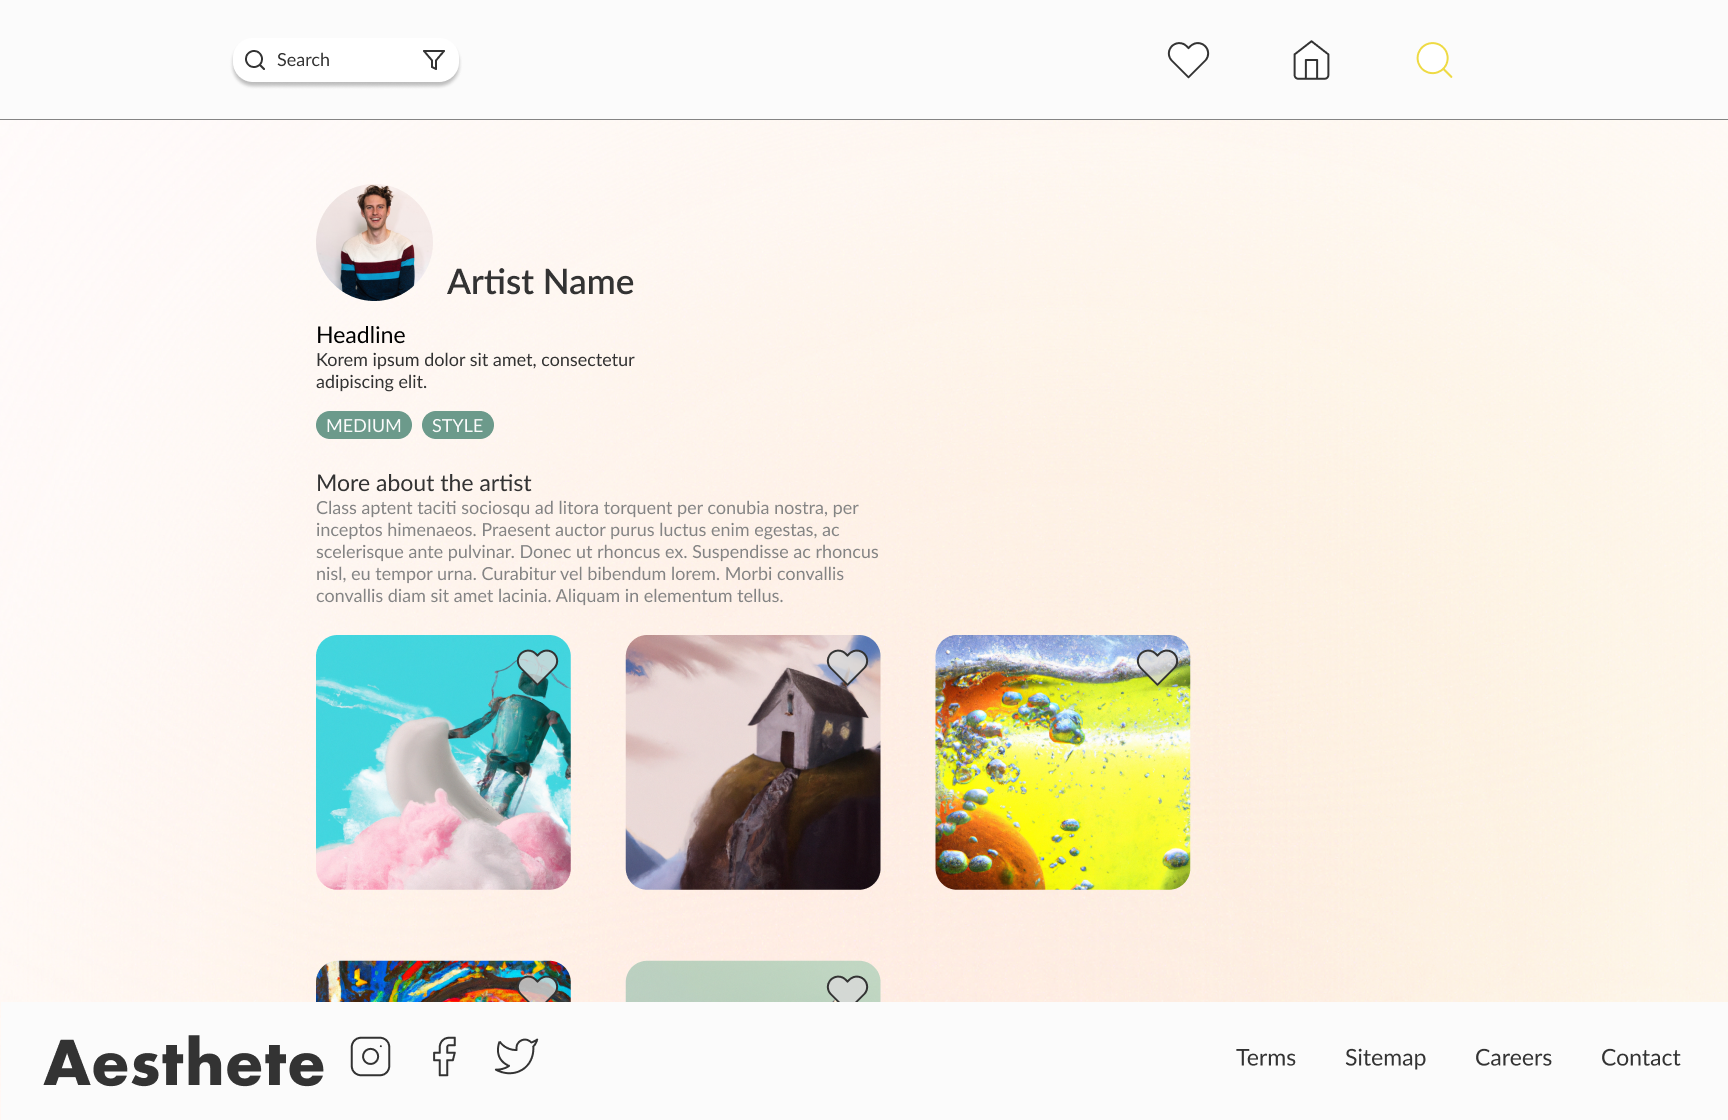 Search
Artist Name
Headline
Korem ipsum dolor sit amet, consectetur
adipiscing elit.
MEDIUM STYLE
More about the artist
Class aptent taciti sociosqu ad litora torquent per conubia nostra, per
inceptos himenaeos. Praesent auctor purus luctus enim egestas, ac
scelerisque ante pulvinar. Donec ut rhoncus ex. Suspendisse ac rhoncus
nisl, eu tempor urna. Curabitur vel bibendum lorem. Morbi convallis
convallis diam sit amet lacinia. Aliquam in elementum tellus.
Aesthete Terms Sitemap Careers Contact